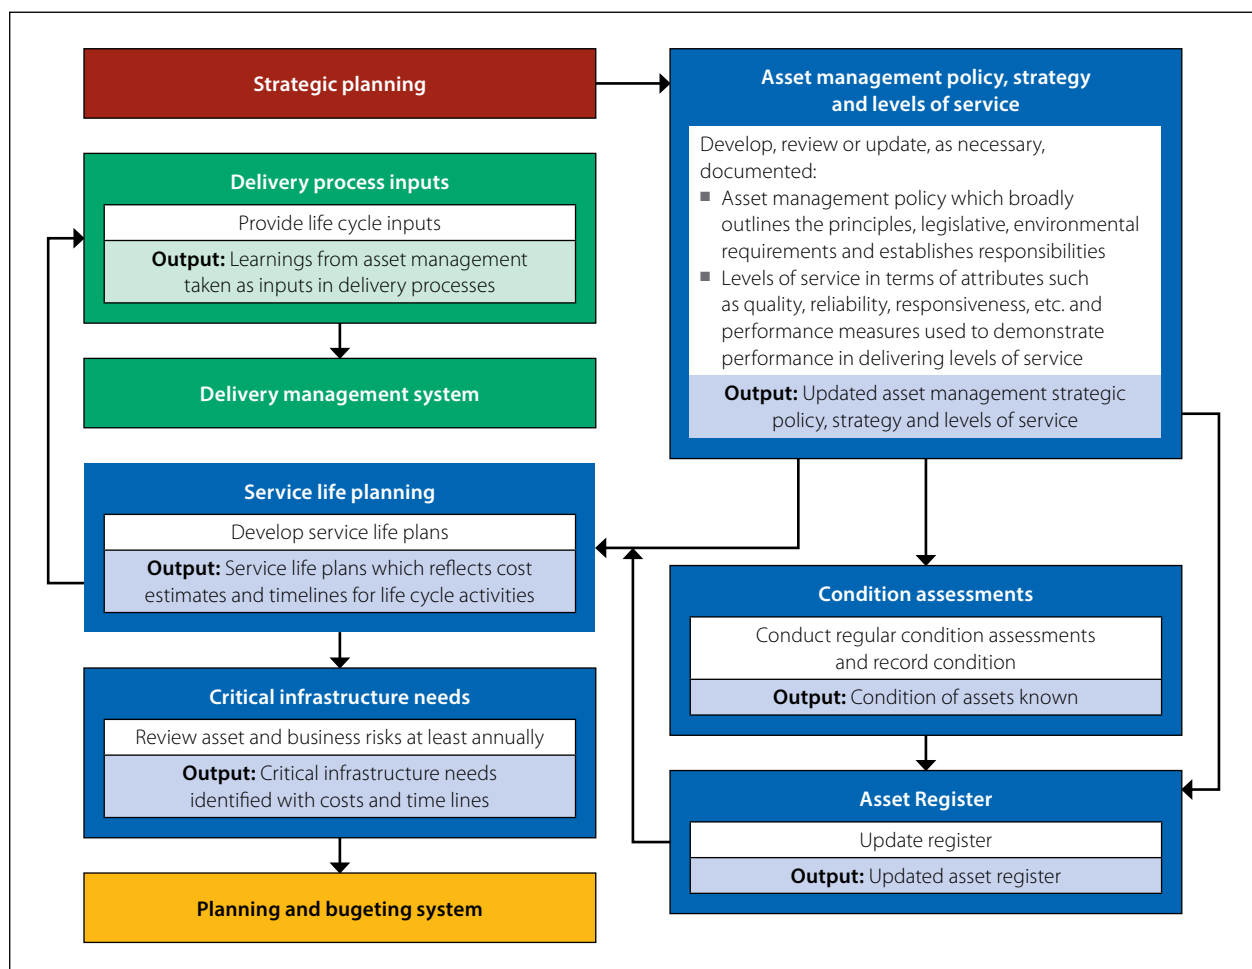 Strategic planning
Asset management policy, strategy
and levels of service
Develop, review or update, as necessary,
documented:
■ Asset management policy which broadly
outlines the principles, legislative, environmental
requirements and establishes responsibilities
■ Levels of service in terms of attributes such
as quality, reliability, responsiveness, etc. and
performance measures used to demonstrate
performance in delivering levels of service
Output: Updated asset management strategic
policy, strategy and levels of service
Delivery process inputs
Provide life cycle inputs
Output: Learnings from asset management
taken as inputs in delivery processes
Delivery management system
Service life planning
Develop service life plans
Output: Service life plans which reflects cost
estimates and timelines for life cycle activities
Condition assessments
Conduct regular condition assessments
and record condition
Output: Condition of assets known
Critical infrastructure needs
Review asset and business risks at least annually
Output: Critical infrastructure needs
identified with costs and time lines
Asset Register
Update register
Output: Updated asset register
Planning and bugeting system